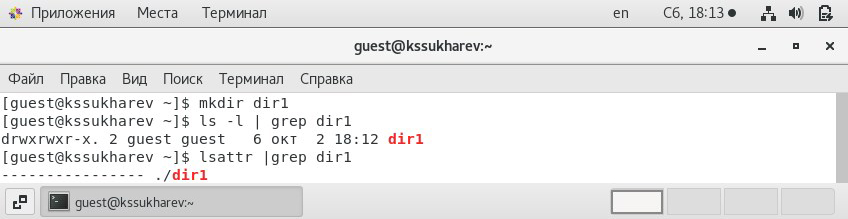 Приложения Места Терминал en Сб, 18:13
guest@kssukharev:~
Файл Правка Вид Поиск Терминал Справка
[guest@kssukharev ~]$ mkdir dir1
[guest@kssukharev ~]$ ls -l | grep dir1
drwxrwxr-x. 2 guest guest   6 окт  2 18:12 dir1
[guest@kssukharev ~]$ lsattr |grep dir1
---------------- ./dir1
guest@kssukharev:~